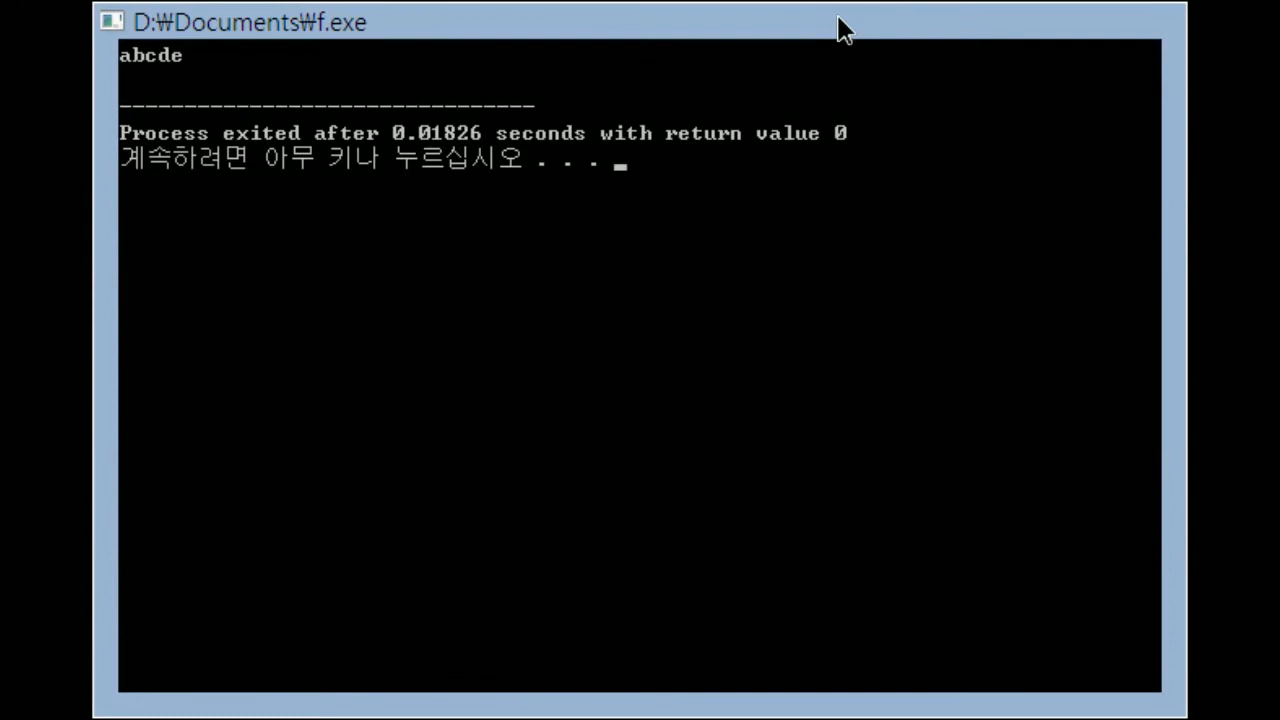 D:₩Documents₩f.exe
abcde
--------------------------------
Process exited after 0.01826 seconds with return value 0
계속하려면 아무 키나 누르십시오 . . . _